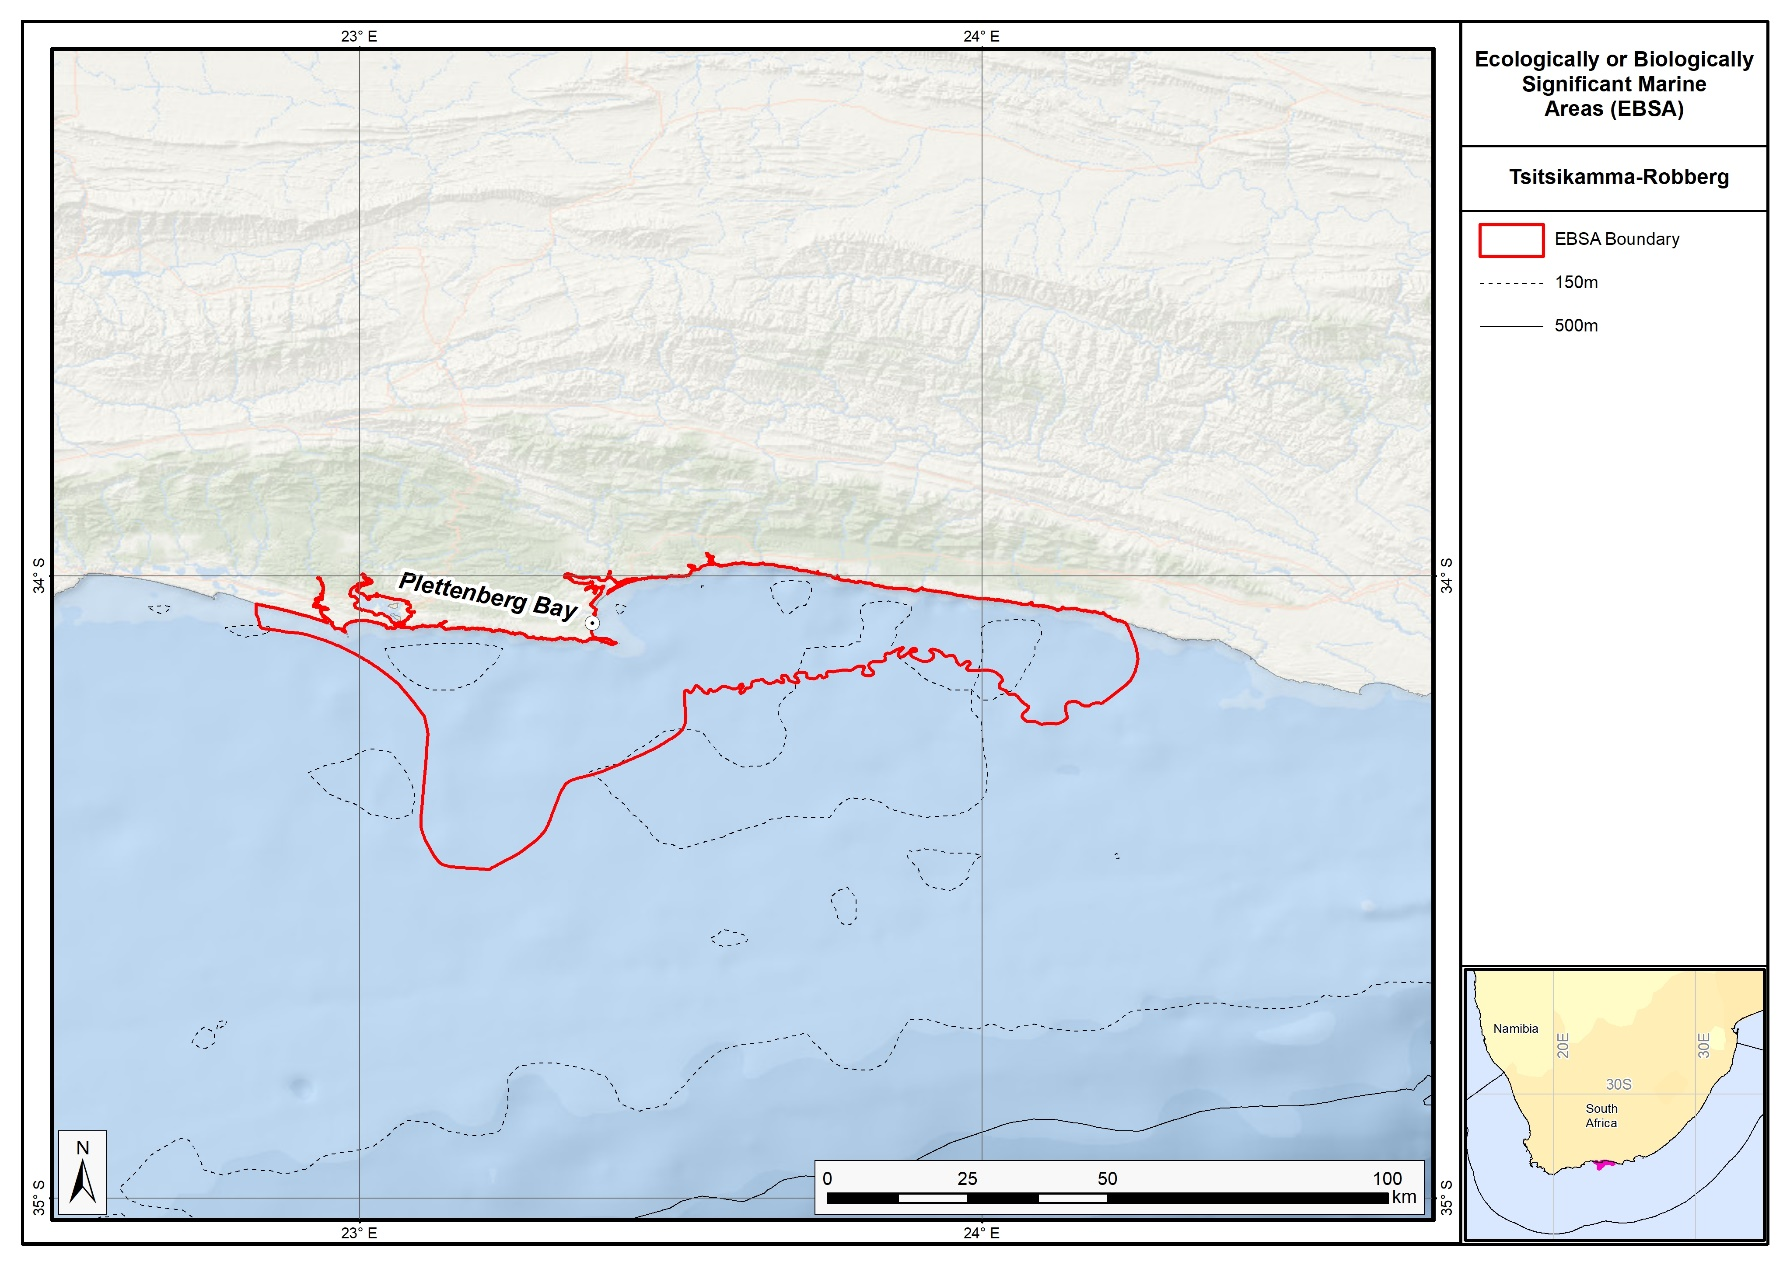 23° E
24° E
Ecologically or Biologically
Significant Marine
Areas (EBSA)
Tsitsikamma-Robberg
EBSA Boundary
150m
500m
34° S
34° S
Plettenberg Bay
Namibia
20E
30E
30S
South
Africa
N
0
25
50
100
km
35° S
35° S
23° E
24° E